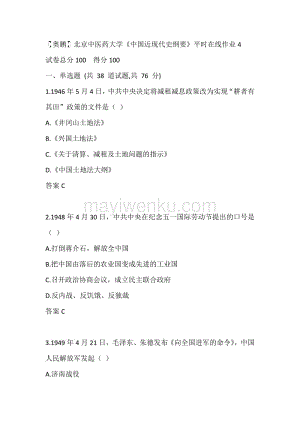 【奥鹏】北京中医药大学《中国近现代史纲要》平时在线作业 4
试卷总分 100 得分 100
一、单选题 (共 38 道试题,共 76 分)
1.1946 年 5 月 4 日，中共中央决定将减租减息政策改为实现“耕者有
其田”政策的文件是（ ）
A.《井冈山土地法》
B.《兴国土地法》
C.《关于清算、减租及土地问题的指示》
D.《中国土地法大纲》
答案 C
mayiwenku.com
2.1948 年 4 月 30 日，中共中央在纪念五一国际劳动节提出的口号是
（ ）
A.打倒蒋介石，解放全中国
B.把中国由落后的农业国变成先进的工业国
C.召开政治协商会议，成立民主联合政府
D.反内战、反饥饿、反独裁
答案 C
3.1949 年 4 月 21 日，毛泽东、朱德发布《向全国进军的命令》，中国
人民解放军发起（ ）
A.济南战役